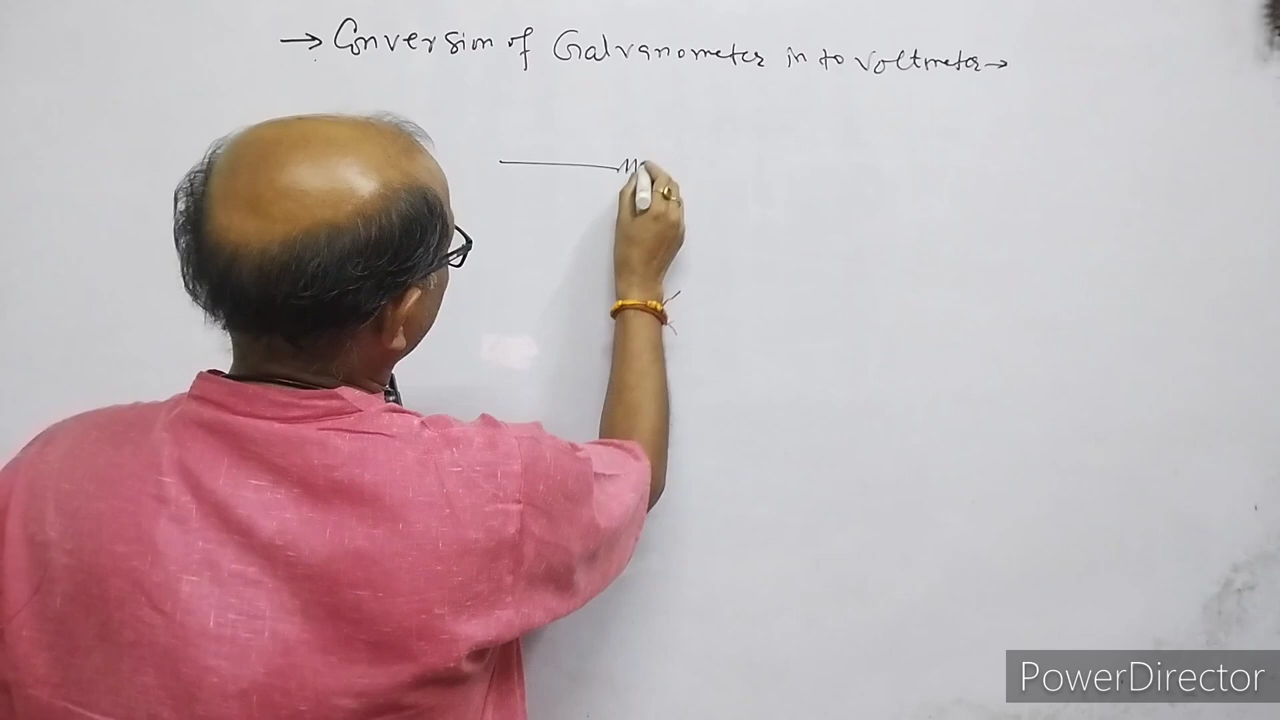 → Conversion of Galvanometer in to Voltmeter →
PowerDirector